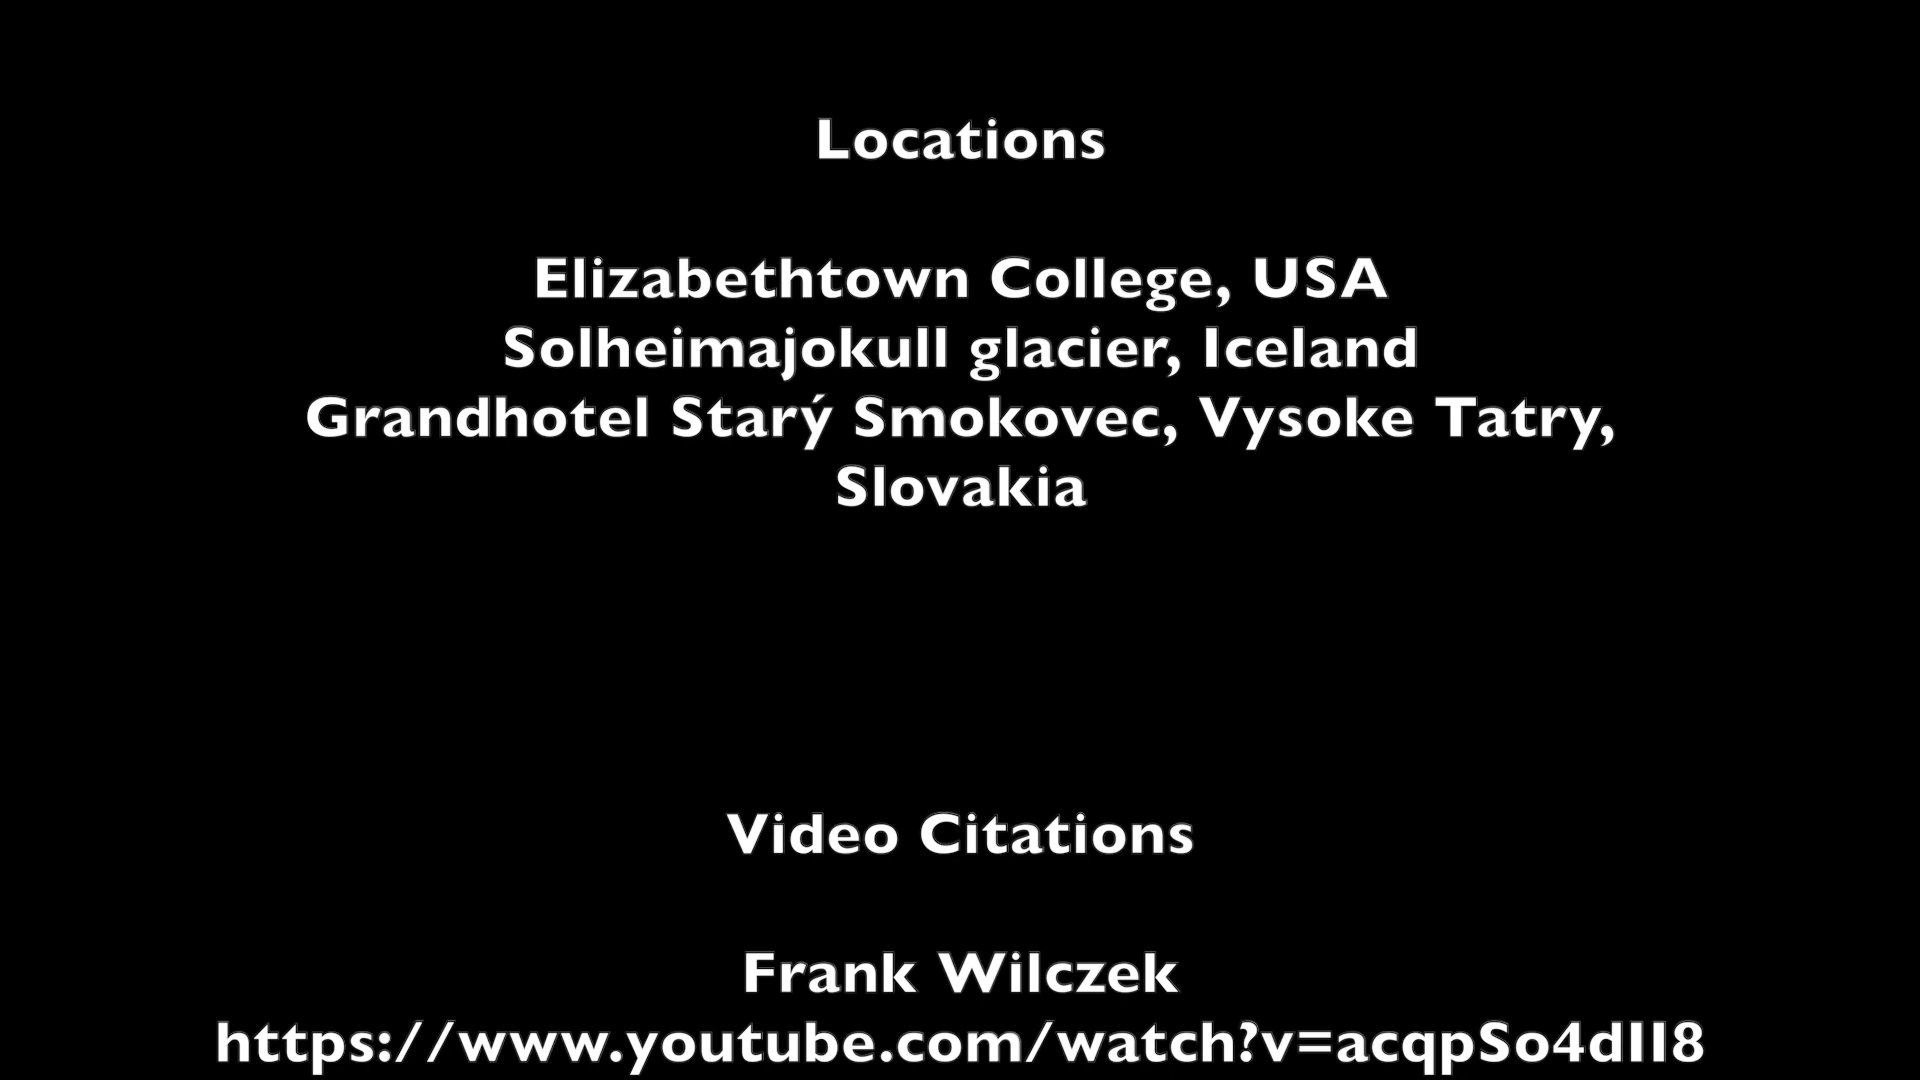 Locations
Elizabethtown College, USA
Solheimajokull glacier, Iceland
Grandhotel Starý Smokovec, Vysoke Tatry,
Slovakia
Video Citations
Frank Wilczek
https://www.youtube.com/watch?v=acqpSo4dII8